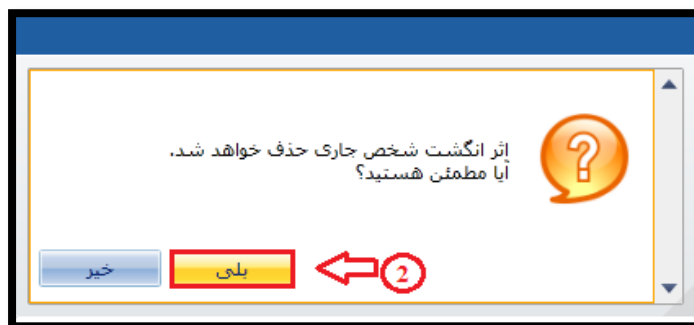 اثر انگشت شخص جاری حذف خواهد شد.
آیا مطمئن هستید؟
بلی
خیر
2